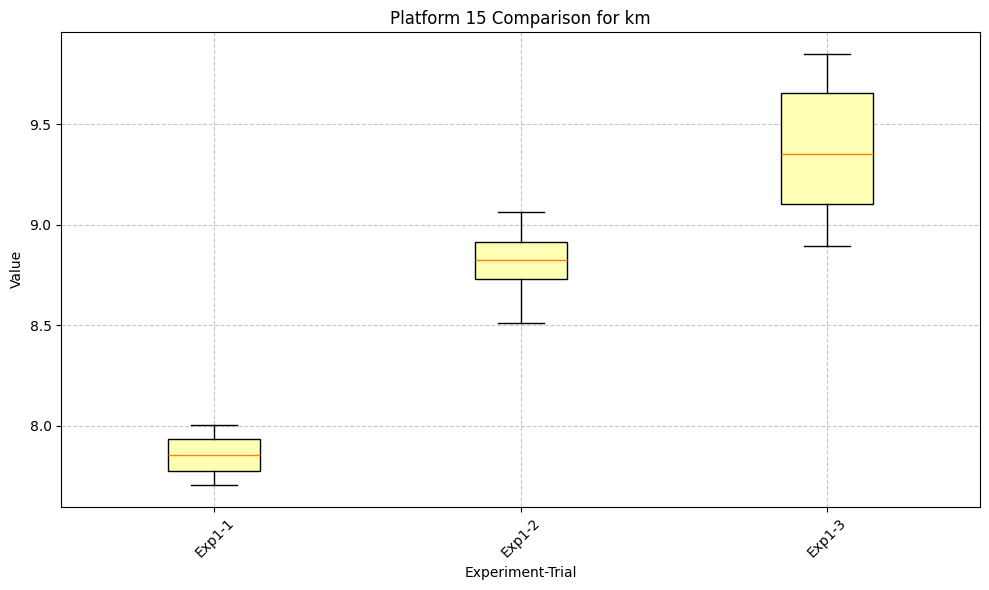 Platform 15 Comparison for km
Value
9.5
9.0
8.5
8.0
Exp1-1
Exp1-2
Exp1-3
Experiment-Trial